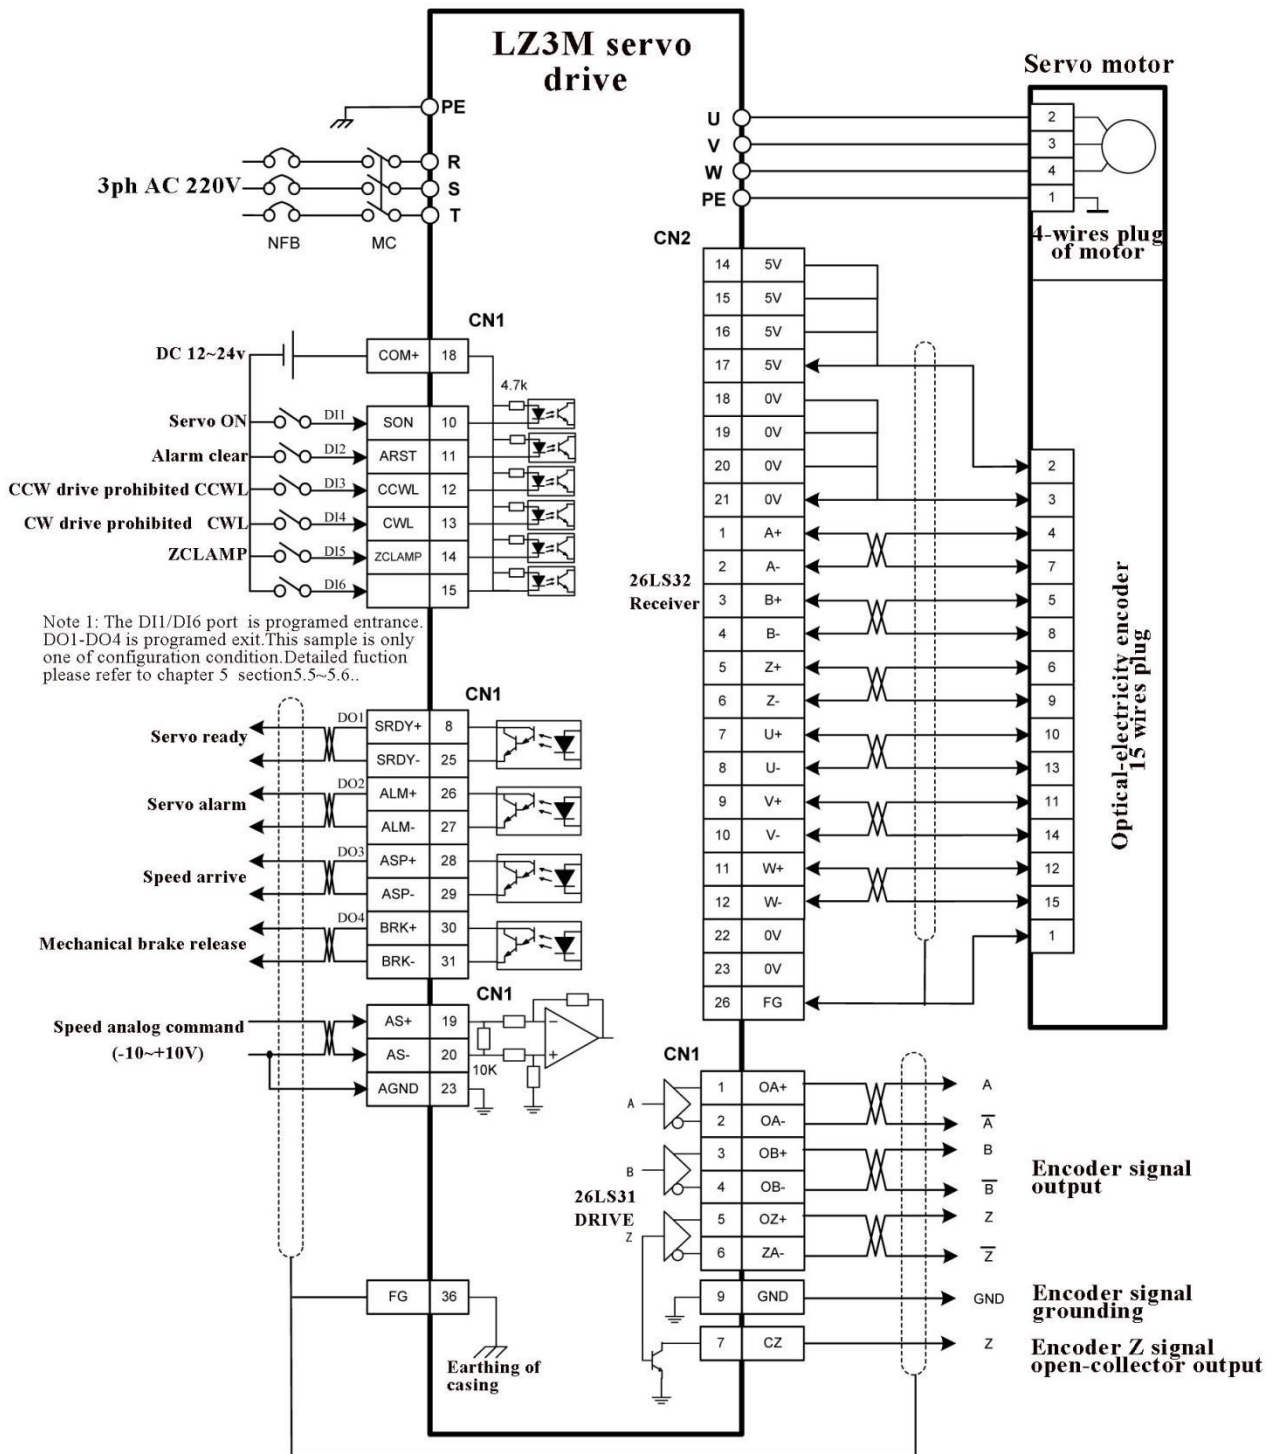 LZ3M servo
drive
Servo motor
PE
R
3ph AC 220V
S
T
NFB
MC
U
V
W
PE
2
3
4
1
4-wires plug
of motor
CN2
14 5V
15 5V
16 5V
17 5V
18 0V
19 0V
20 0V
21 0V
1 A+
2 A-
26LS32
Receiver
3 B+
4 B-
5 Z+
6 Z-
7 U+
8 U-
9 V+
10 V-
11 W+
12 W-
22 0V
23 0V
26 FG
2
3
4
7
5
8
6
9
10
13
11
14
12
15
1
Optical-electricity encoder
15 wires plug
CN1
DC 12~24v
COM+ 18
4.7k
Servo ON DI1 SON 10
Alarm clear DI2 ARST 11
CCW drive prohibited CCWL DI3 CCWL 12
CW drive prohibited CWL DI4 CWL 13
ZCLAMP DI5 ZCLAMP 14
DI6 15
Note 1: The DI1/DI6 port is programed entrance.
DO1-DO4 is programed exit.This sample is only
one of configuration condition.Detailed fuction
please refer to chapter 5 section5.5~5.6..
CN1
Servo ready
DO1 SRDY+ 8
SRDY- 25
Servo alarm
DO2 ALM+ 26
ALM- 27
Speed arrive
DO3 ASP+ 28
ASP- 29
Mechanical brake release
DO4 BRK+ 30
BRK- 31
CN1
Speed analog command
(-10~+10V)
AS+ 19
AS- 20
AGND 23
10K
−
+
FG 36
Earthing of
casing
CN1
A
1 OA+ A
2 OA- A̅
B
3 OB+ B
4 OB- B̅
26LS31
DRIVE
Z
5 OZ+ Z
6 ZA- Z̅
Encoder signal
output
9 GND GND
Encoder signal
grounding
7 CZ Z
Encoder Z signal
open-collector output